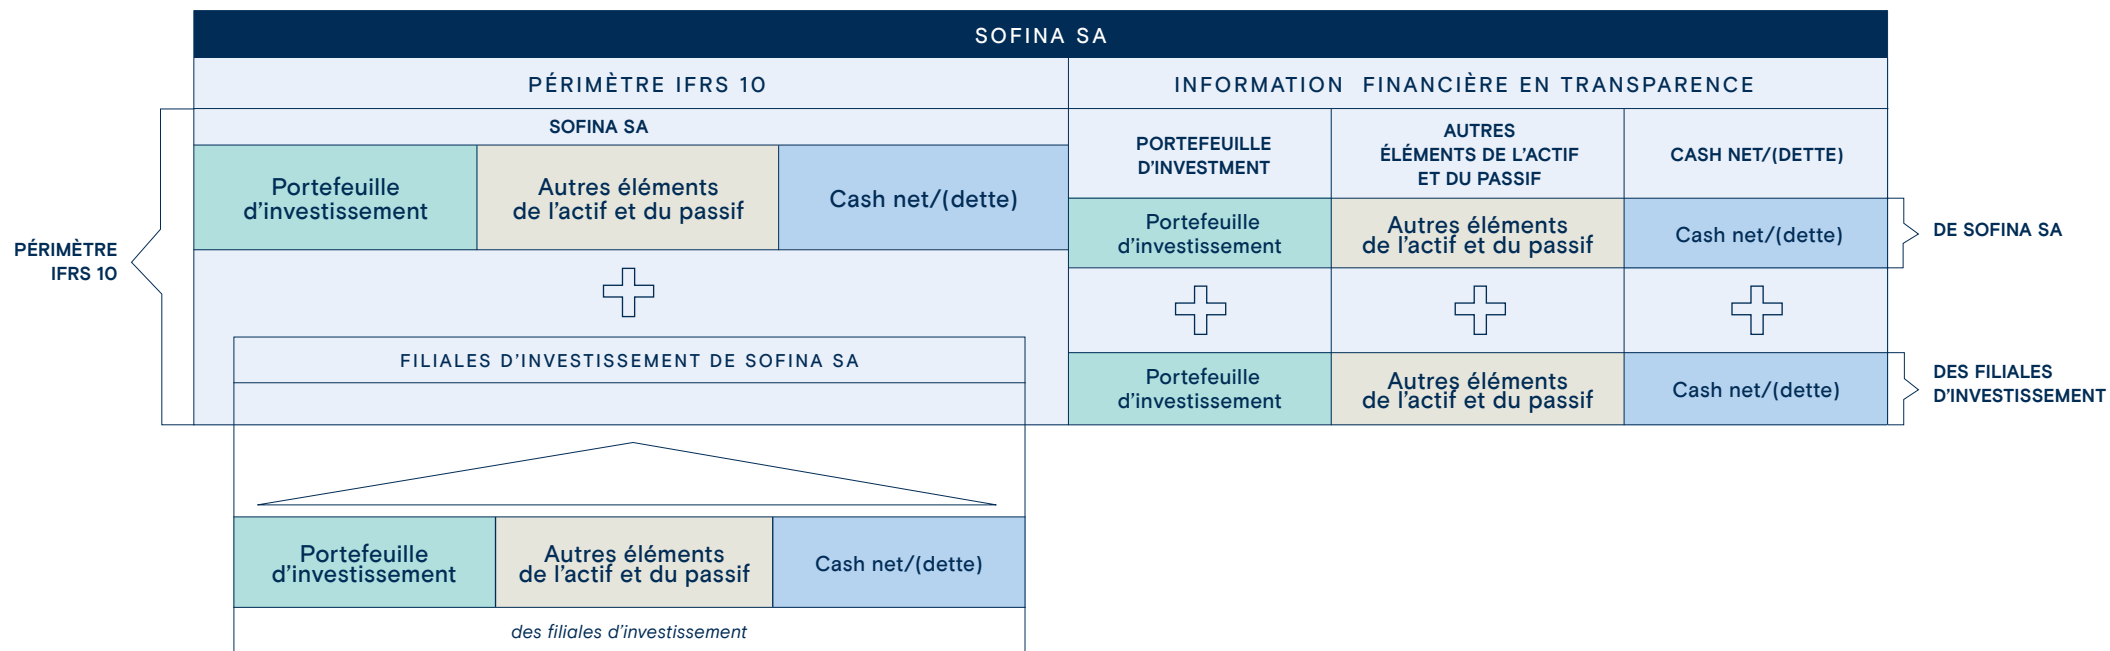 SOFINA SA
PÉRIMÈTRE IFRS 10
INFORMATION FINANCIÈRE EN TRANSPARENCE
SOFINA SA
PORTEFEUILLE
D'INVESTMENT
AUTRES
ÉLÉMENTS DE L'ACTIF
ET DU PASSIF
CASH NET/(DETTE)
Portefeuille
d'investissement
Autres éléments
de l'actif et du passif
Cash net/(dette)
Portefeuille
d'investissement
Autres éléments
de l'actif et du passif
Cash net/(dette)
DE SOFINA SA
PÉRIMÈTRE
IFRS 10
FILIALES D'INVESTISSEMENT DE SOFINA SA
Portefeuille
d'investissement
Autres éléments
de l'actif et du passif
Cash net/(dette)
DES FILIALES
D'INVESTISSEMENT
Portefeuille
d'investissement
Autres éléments
de l'actif et du passif
Cash net/(dette)
des filiales d'investissement